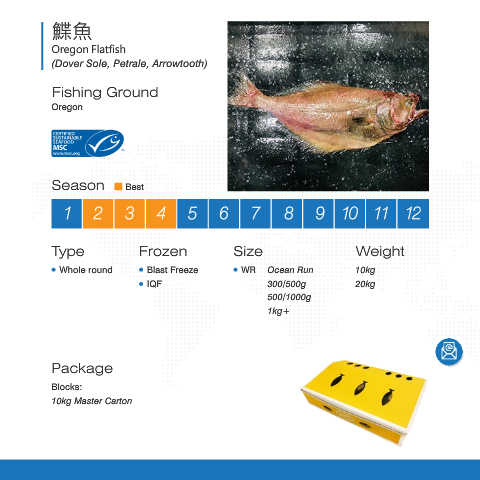 鰈魚
Oregon Flatfish
(Dover Sole, Petrale, Arrowtooth)
Fishing Ground
Oregon
CERTIFIED
SUSTAINABLE
SEAFOOD
MSC
www.msc.org
Season Best
1 2 3 4 5 6 7 8 9 10 11 12
Type Frozen Size Weight
Whole round Blast Freeze WR Ocean Run 10kg
IQF 300/500g 20kg
500/1000g
1kg+
Package
Blocks:
10kg Master Carton